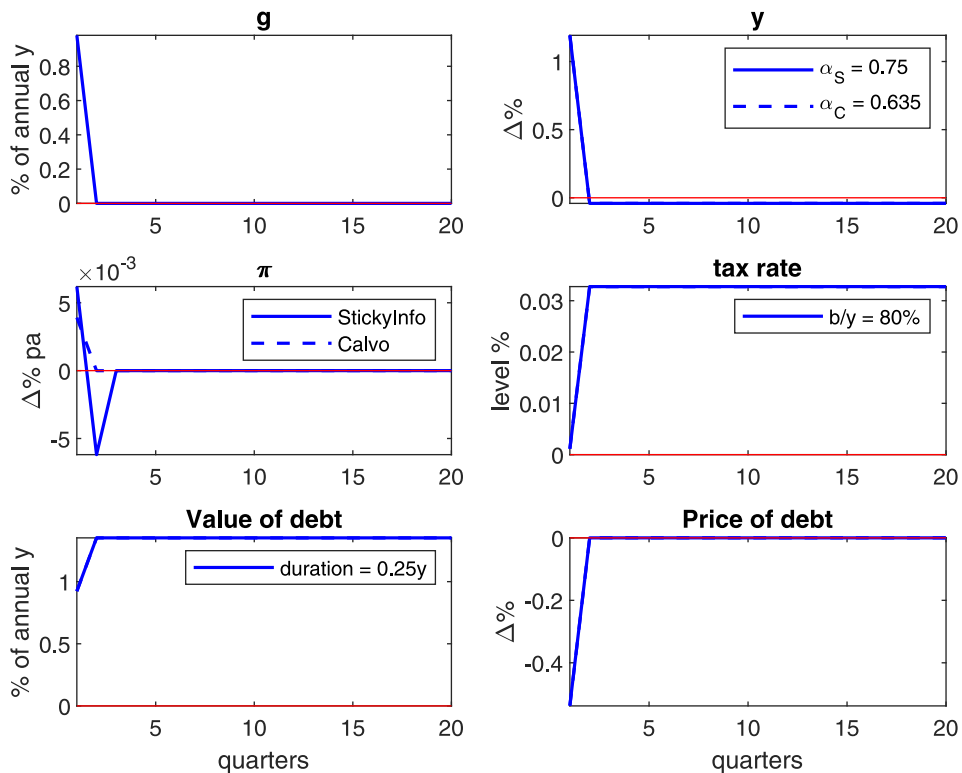 g
% of annual y
0.8
0.6
0.4
0.2
0
5
10
15
20
y
Δ%
1
0.5
0
α_S = 0.75
α_C = 0.635
5
10
15
20
×10^-3
π
Δ% pa
5
0
-5
StickyInfo
Calvo
5
10
15
20
tax rate
level %
0.03
0.02
0.01
0
b/y = 80%
5
10
15
20
Value of debt
% of annual y
1
0.5
0
duration = 0.25y
5
10
15
20
quarters
Price of debt
Δ%
0
-0.2
-0.4
5
10
15
20
quarters